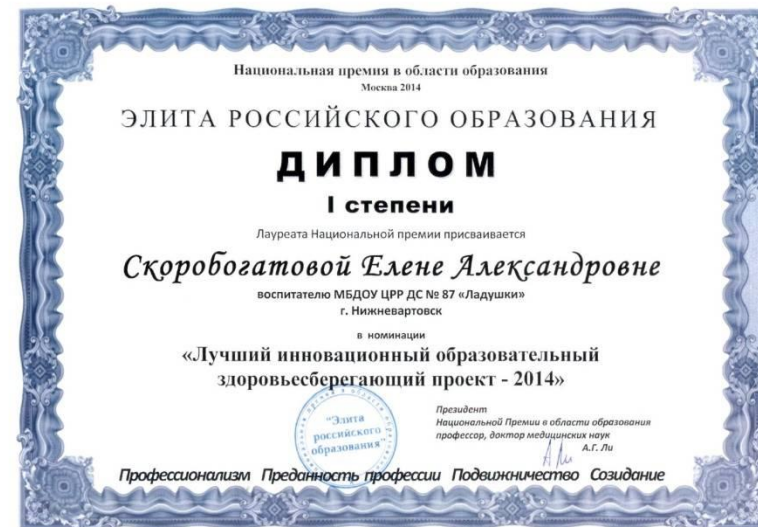 Национальная премия в области образования
Москва 2014
ЭЛИТА РОССИЙСКОГО ОБРАЗОВАНИЯ
ДИПЛОМ
I степени
Лауреата Национальной премии присваивается
Скоробогатовой Елене Александровне
воспитателю МБДОУ ЦРР ДС № 87 «Ладушки»
г. Нижневартовск
в номинации
«Лучший инновационный образовательный
здоровьесберегающий проект - 2014»
"Элита
российского
образования"
Президент
Национальной Премии в области образования
профессор, доктор медицинских наук
А.Г. Ли
Профессионализм Преданность профессии Подвижничество Созидание